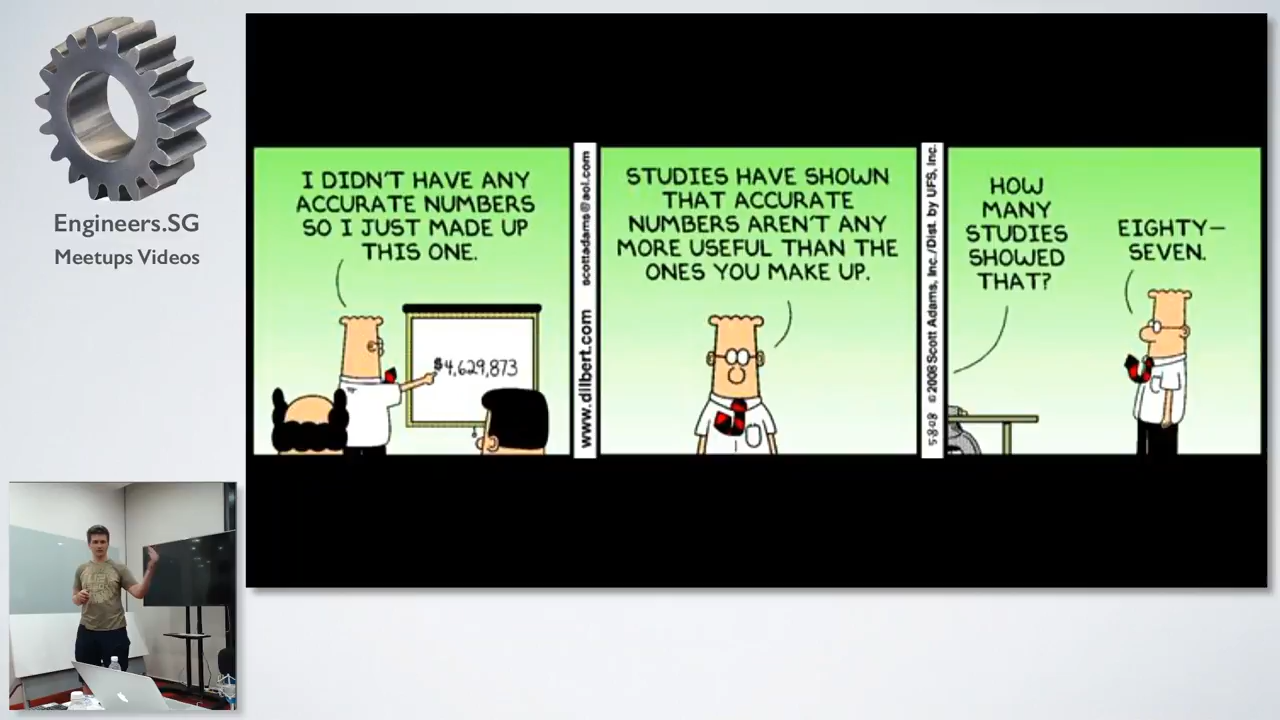 Engineers.SG
Meetups Videos
I DIDN'T HAVE ANY
ACCURATE NUMBERS
SO I JUST MADE UP
THIS ONE.
$4,629,873
www.dilbert.com scottadams@aol.com
STUDIES HAVE SHOWN
THAT ACCURATE
NUMBERS AREN'T ANY
MORE USEFUL THAN THE
ONES YOU MAKE UP.
5-8-08 ©2008 Scott Adams, Inc./Dist. by UFS, Inc.
HOW
MANY
STUDIES
SHOWED
THAT?
EIGHTY–
SEVEN.